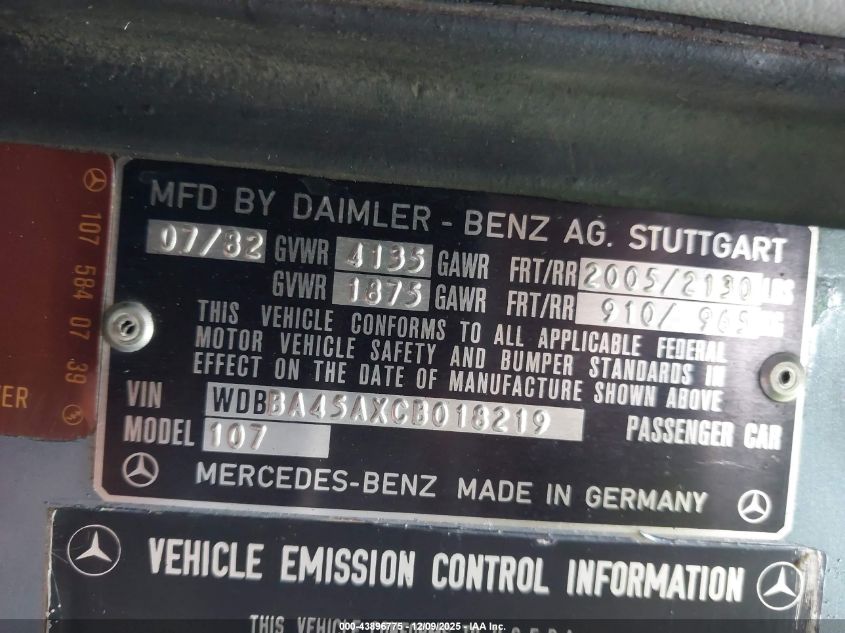 MFD BY DAIMLER - BENZ AG. STUTTGART
07/82 GVWR 4135 GAWR FRT/RR 2005/2130 LBS
GVWR 1875 GAWR FRT/RR 910/ 965 KG
THIS VEHICLE CONFORMS TO ALL APPLICABLE FEDERAL
MOTOR VEHICLE SAFETY AND BUMPER STANDARDS IN
EFFECT ON THE DATE OF MANUFACTURE SHOWN ABOVE
VIN WDBBA45AXCB018219
MODEL 107 PASSENGER CAR
MERCEDES-BENZ MADE IN GERMANY
107 584 07 39
VEHICLE EMISSION CONTROL INFORMATION
THIS VEHICLE
000-43896775 - 12/09/2025 - IAA Inc.